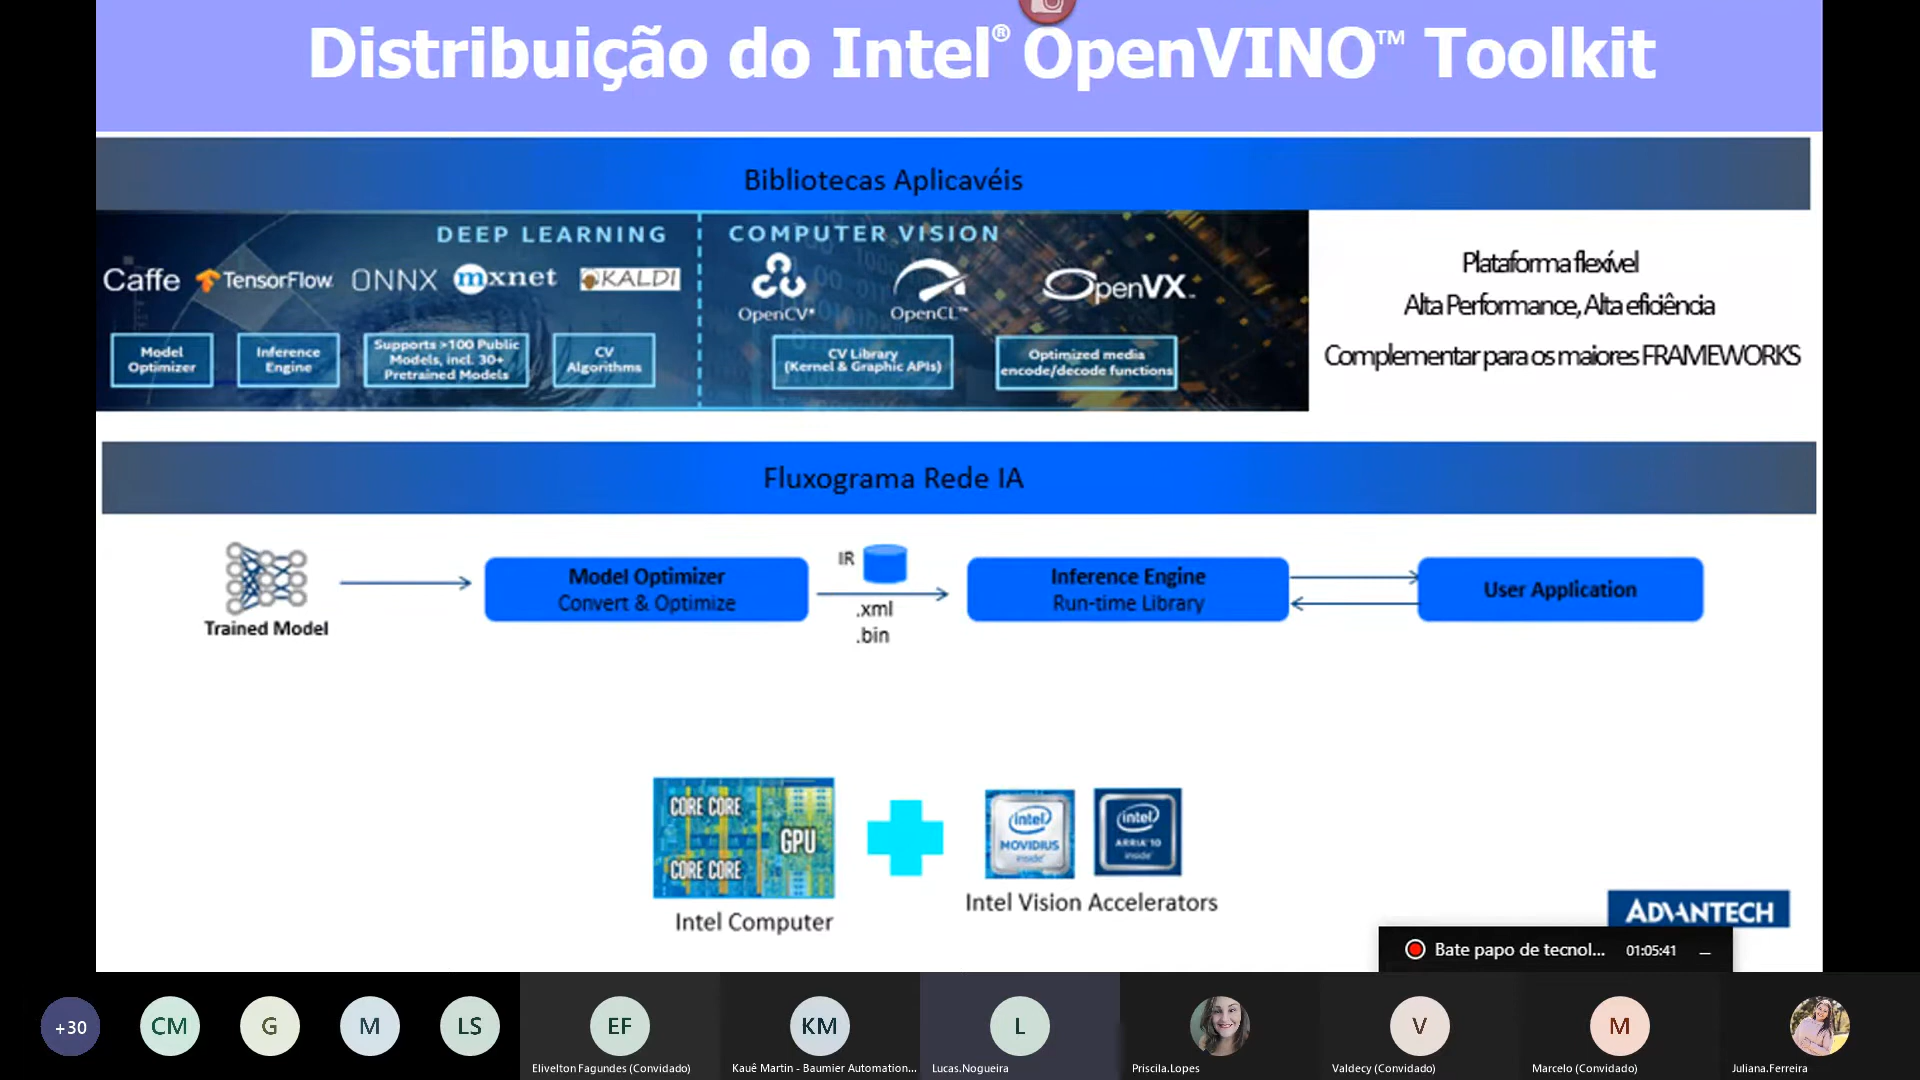 Distribuição do Intel® OpenVINO™ Toolkit
Bibliotecas Aplicavéis
DEEP LEARNING
COMPUTER VISION
Caffe
TensorFlow
ONNX
mxnet
KALDI
OpenCV*
OpenCL™
OpenVX™
Model
Optimizer
Inference
Engine
Supports >100 Public
Models, incl. 30+
Pretrained Models
CV
Algorithms
CV Library
(Kernel & Graphic APIs)
Optimized media
encode/decode functions
Plataforma flexível
Alta Performance, Alta eficiência
Complementar para os maiores FRAMEWORKS
Fluxograma Rede IA
Trained Model
Model Optimizer
Convert & Optimize
IR
.xml
.bin
Inference Engine
Run-time Library
User Application
CORE CORE
GPU
CORE CORE
Intel Computer
intel
MOVIDIUS
inside™
intel
ARRIA® 10
inside™
Intel Vision Accelerators
ADVANTECH
Bate papo de tecnol...
01:05:41
+30
CM
G
M
LS
EF
Elivelton Fagundes (Convidado)
KM
Kauê Martin - Baumier Automation...
L
Lucas.Nogueira
Priscila.Lopes
V
Valdecy (Convidado)
M
Marcelo (Convidado)
Juliana.Ferreira